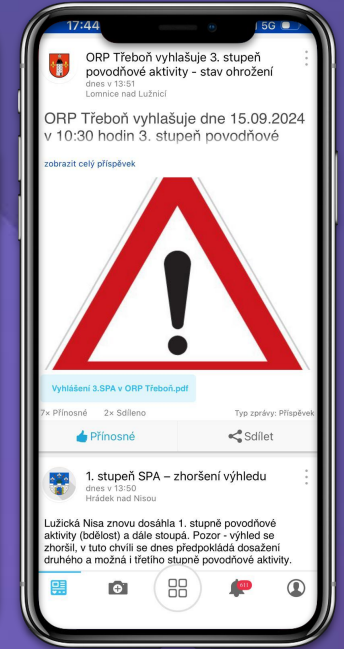 17:44
5G
ORP Třeboň vyhlašuje 3. stupeň
povodňové aktivity - stav ohrožení
dnes v 13:51
Lomnice nad Lužnicí
ORP Třeboň vyhlašuje dne 15.09.2024
v 10:30 hodin 3. stupeň povodňové
zobrazit celý příspěvek
Vyhlášení 3.SPA v ORP Třeboň.pdf
7× Přínosné 2× Sdíleno Typ zprávy: Příspěvek
Přínosné Sdílet
1. stupeň SPA – zhoršení výhledu
dnes v 13:50
Hrádek nad Nisou
Lužická Nisa znovu dosáhla 1. stupně povodňové
aktivity (bdělost) a dále stoupá. Pozor - výhled se
zhoršil, v tuto chvíli se dnes předpokládá dosažení
druhého a možná i třetího stupně povodňové aktivity.